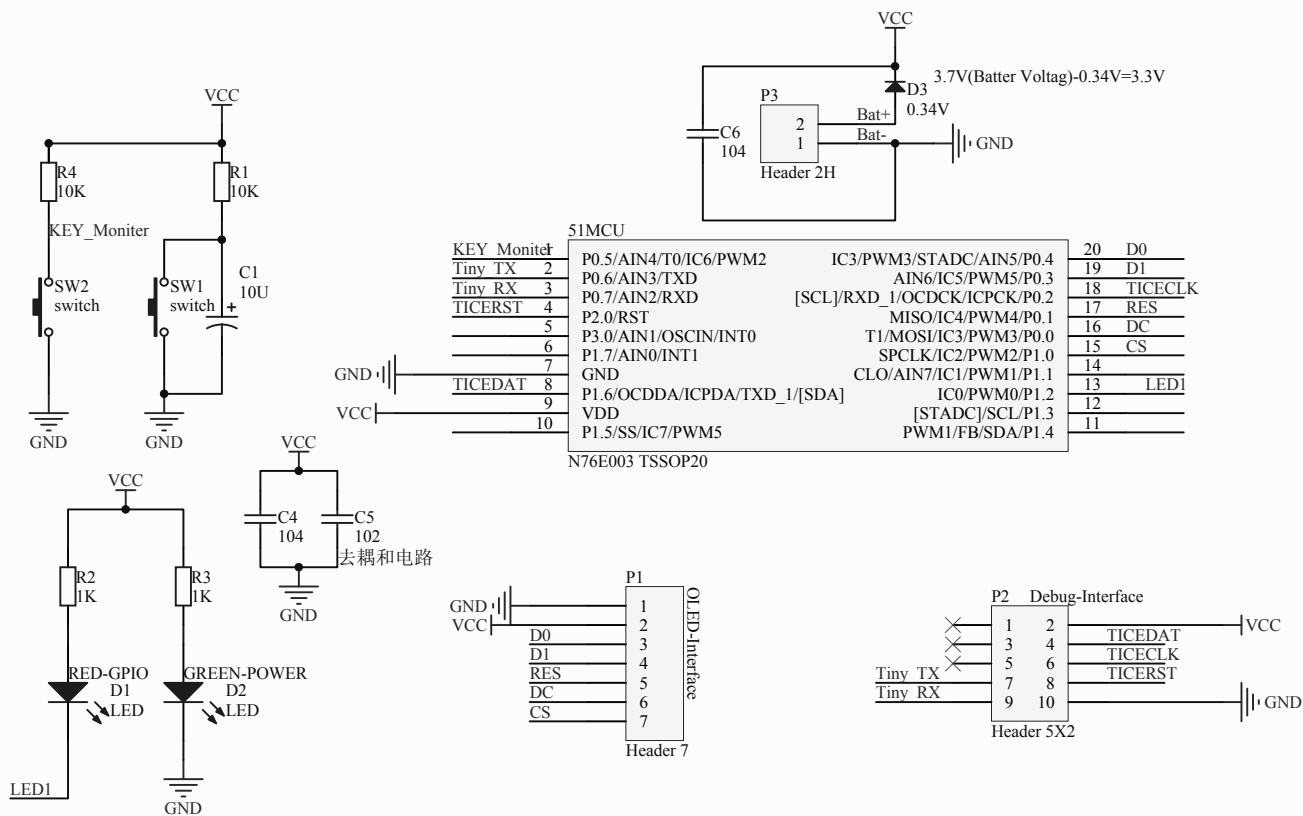 VCC
R4
10K
R1
10K
KEY_Moniter
SW2
switch
SW1
switch
C1
10U
+
GND
GND
VCC
3.7V(Batter Voltag)-0.34V=3.3V
D3
0.34V
P3
2
1
Bat+
Bat-
Header 2H
C6
104
GND
51MCU
KEY_Moniter
1
P0.5/AIN4/T0/IC6/PWM2
Tiny_TX
2
P0.6/AIN3/TXD
Tiny_RX
3
P0.7/AIN2/RXD
TICERST
4
P2.0/RST
5
P3.0/AIN1/OSCIN/INT0
6
P1.7/AIN0/INT1
GND
7
GND
TICEDAT
8
P1.6/OCDDA/ICPDA/TXD_1/[SDA]
VCC
9
VDD
10
P1.5/SS/IC7/PWM5
IC3/PWM3/STADC/AIN5/P0.4
20
D0
AIN6/IC5/PWM5/P0.3
19
D1
[SCL]/RXD_1/OCDCK/ICPCK/P0.2
18
TICECLK
MISO/IC4/PWM4/P0.1
17
RES
T1/MOSI/IC3/PWM3/P0.0
16
DC
SPCLK/IC2/PWM2/P1.0
15
CS
CLO/AIN7/IC1/PWM1/P1.1
14
IC0/PWM0/P1.2
13
LED1
[STADC]/SCL/P1.3
12
PWM1/FB/SDA/P1.4
11
N76E003 TSSOP20
VCC
R2
1K
R3
1K
RED-GPIO
D1
LED
GREEN-POWER
D2
LED
LED1
GND
VCC
C4
104
C5
102
去耦和电路
GND
P1
GND
1
VCC
2
D0
3
D1
4
RES
5
DC
6
CS
7
OLED-Interface
Header 7
P2
Debug-Interface
1
2
VCC
3
4
TICEDAT
5
6
TICECLK
Tiny_TX
7
8
TICERST
Tiny_RX
9
10
GND
Header 5X2